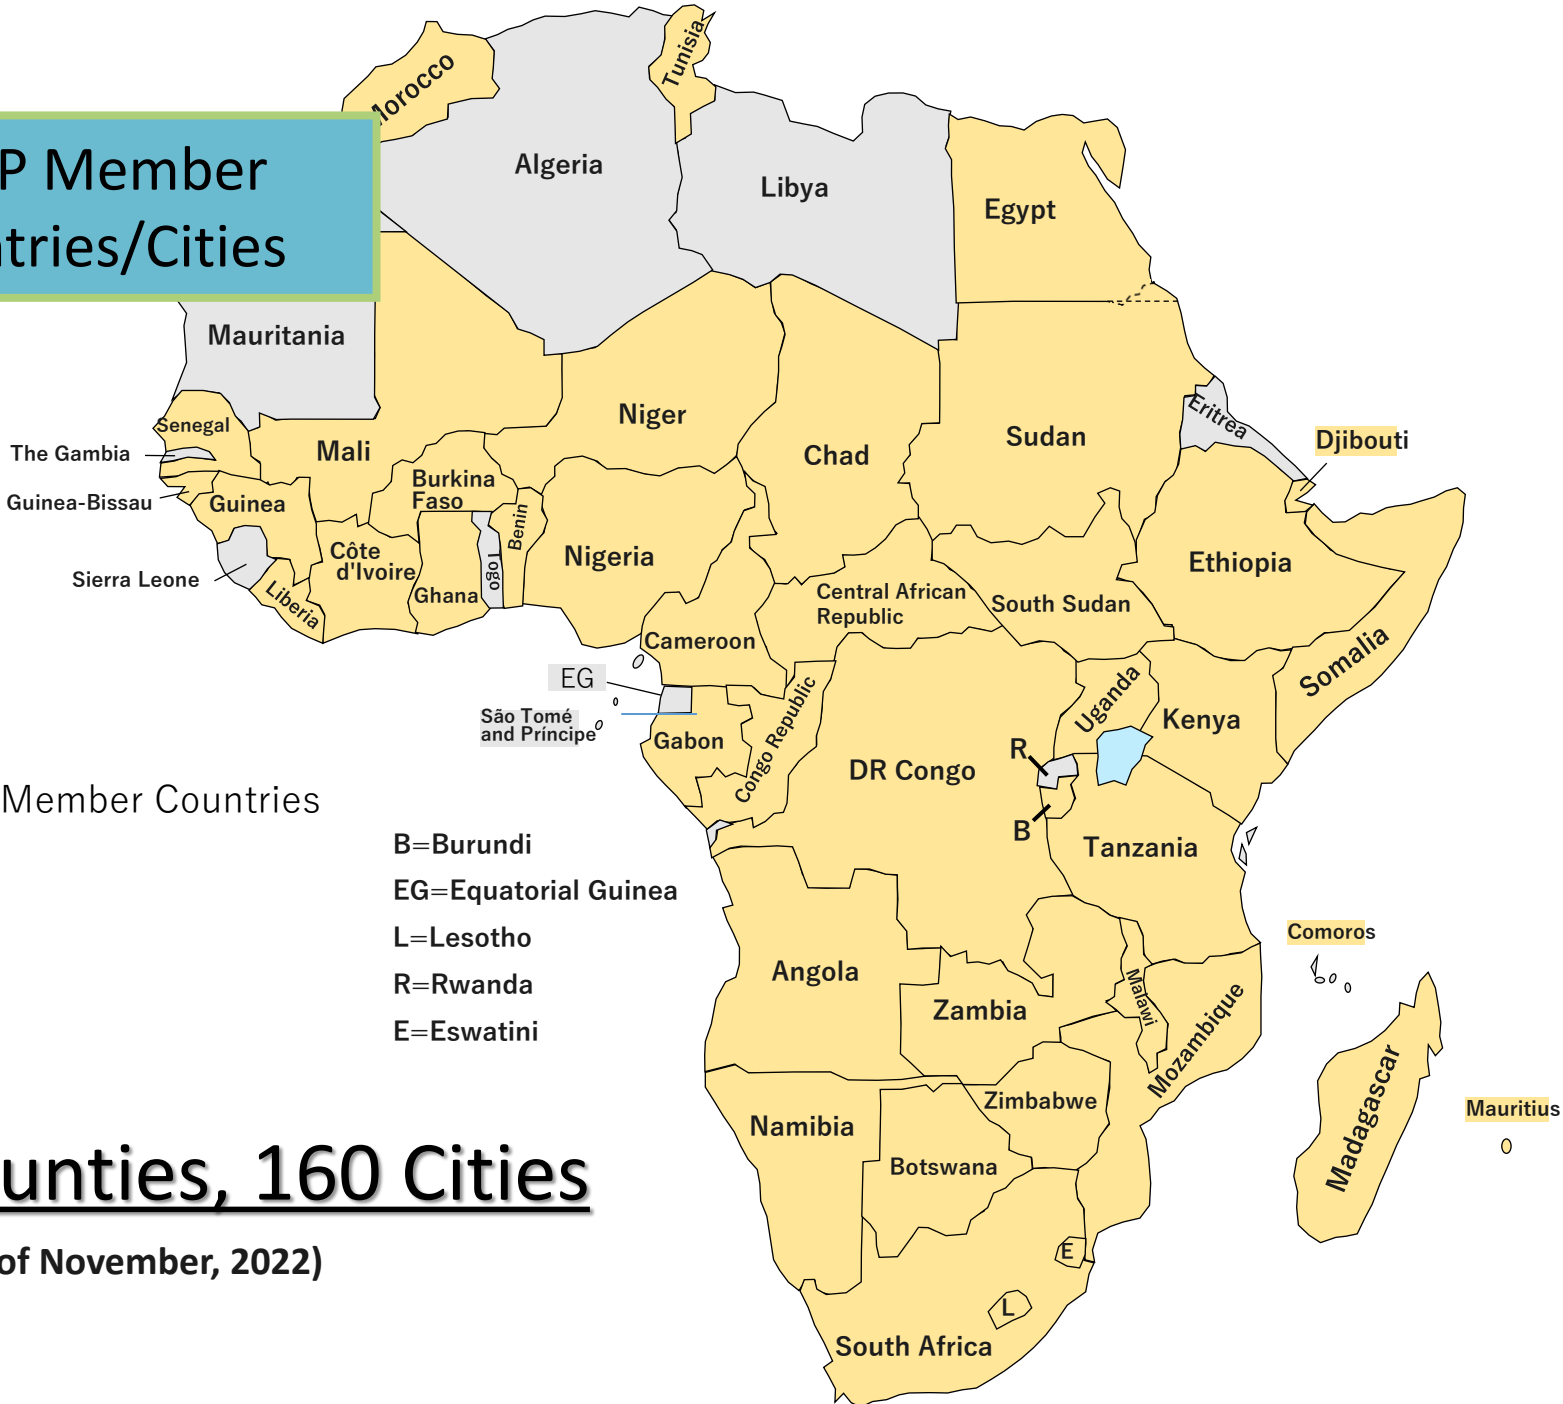 P Member
ntries/Cities
Morocco
Tunisia
Algeria
Libya
Egypt
Mauritania
Senegal
The Gambia
Mali
Niger
Chad
Sudan
Eritrea
Djibouti
Guinea-Bissau
Guinea
Burkina
Faso
Benin
Togo
Nigeria
Ethiopia
Sierra Leone
Liberia
Côte
d'Ivoire
Ghana
Central African
Republic
South Sudan
Cameroon
Somalia
EG
São Tomé
and Príncipe
Gabon
Congo Republic
Uganda
Kenya
R
DR Congo
B
Tanzania
Member Countries
B=Burundi
EG=Equatorial Guinea
L=Lesotho
R=Rwanda
E=Eswatini
Comoros
Angola
Zambia
Malawi
Mozambique
Madagascar
Mauritius
Namibia
Zimbabwe
Botswana
unties, 160 Cities
of November, 2022)
E
L
South Africa